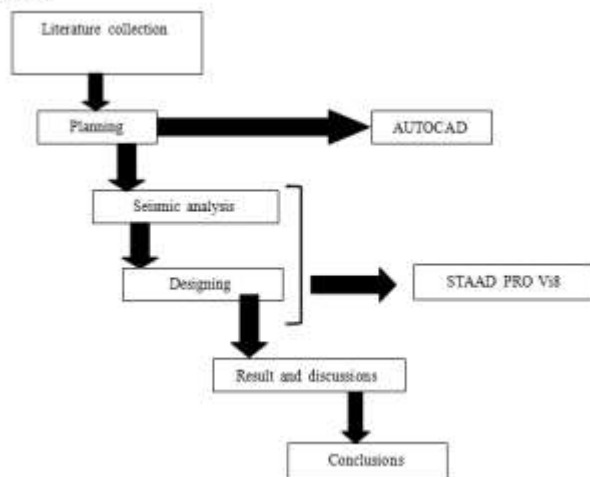 Literature collection
Planning
AUTOCAD
Seismic analysis
Designing
STAAD PRO Vi8
Result and discussions
Conclusions